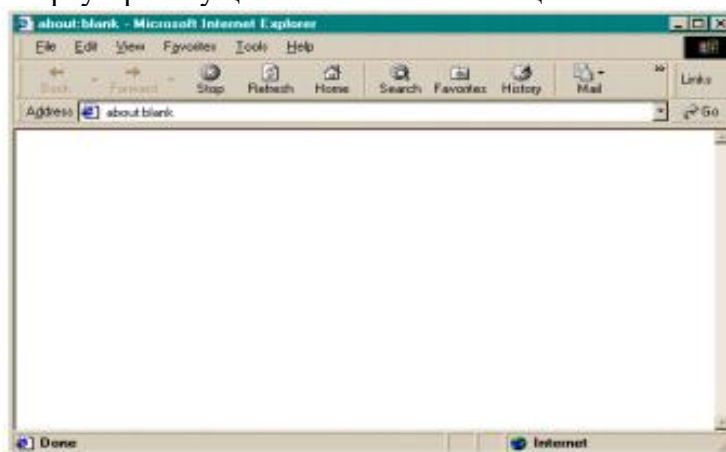 about:blank - Microsoft Internet Explorer
File Edit View Favorites Tools Help
Back Forward Stop Refresh Home Search Favorites History Mail » Links
Address about:blank Go
Done Internet